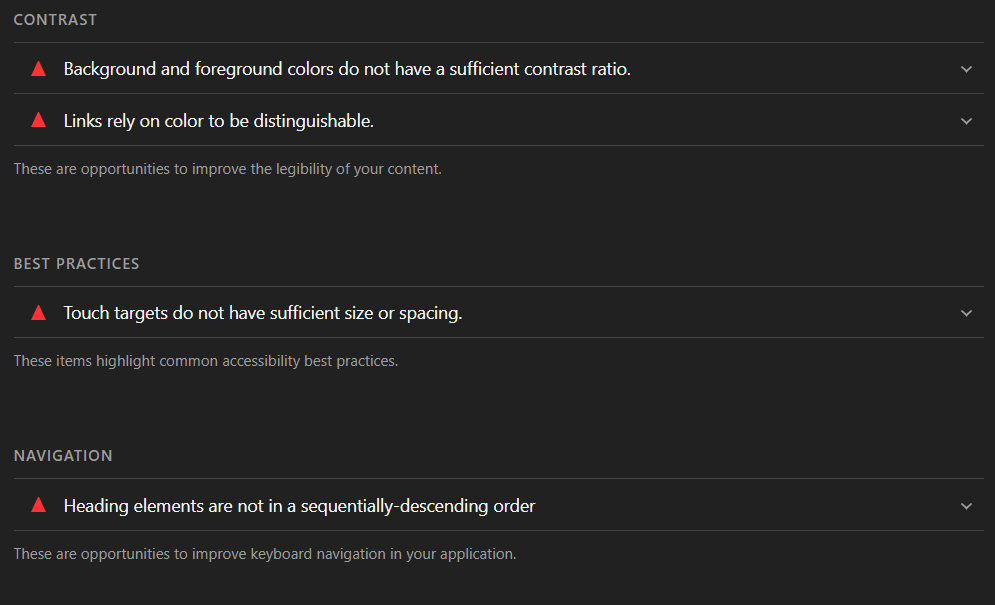 CONTRAST
Background and foreground colors do not have a sufficient contrast ratio.
Links rely on color to be distinguishable.
These are opportunities to improve the legibility of your content.
BEST PRACTICES
Touch targets do not have sufficient size or spacing.
These items highlight common accessibility best practices.
NAVIGATION
Heading elements are not in a sequentially-descending order
These are opportunities to improve keyboard navigation in your application.